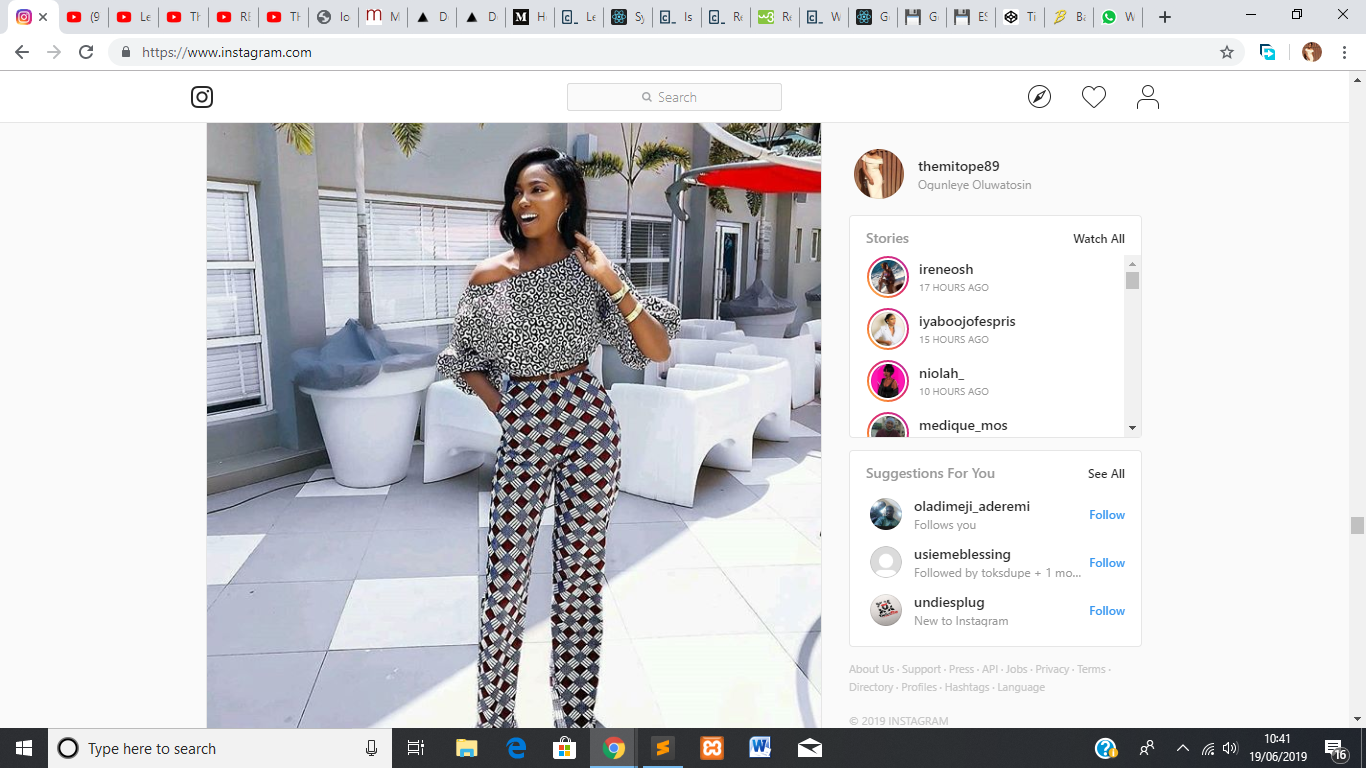 (9
Le
Th
RE
Th
M
D
D
H
Le
Sy
Is
Re
Re
W
G
ES
Ti
Ba
W
https://www.instagram.com
Search
themitope89
Ogunleye Oluwatosin
Stories
Watch All
ireneosh
17 HOURS AGO
iyaboojofespris
15 HOURS AGO
niolah_
10 HOURS AGO
medique_mos
Suggestions For You
See All
oladimeji_aderemi
Follows you
Follow
usiemeblessing
Followed by toksdupe + 1 mo...
Follow
undiesplug
New to Instagram
Follow
About Us · Support · Press · API · Jobs · Privacy · Terms ·
Directory · Profiles · Hashtags · Language
© 2019 INSTAGRAM
Type here to search
10:41
19/06/2019
16